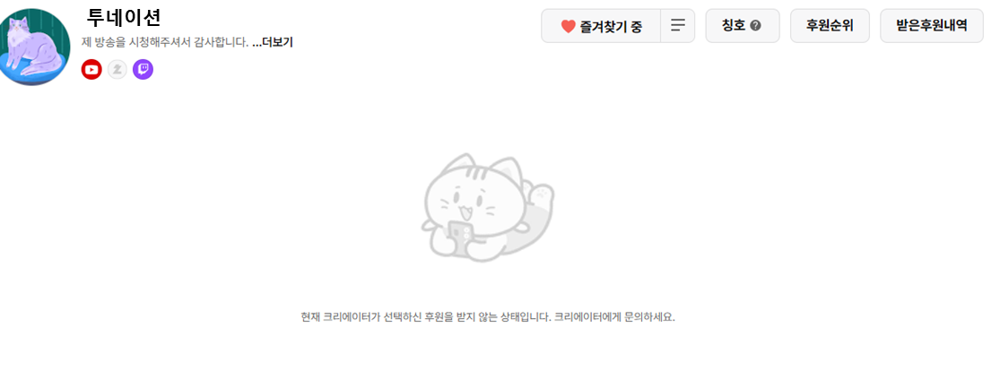 투네이션
제 방송을 시청해주셔서 감사합니다. ...더보기
즐겨찾기 중
칭호 ?
후원순위
받은후원내역
현재 크리에이터가 선택하신 후원을 받지 않는 상태입니다. 크리에이터에게 문의하세요.